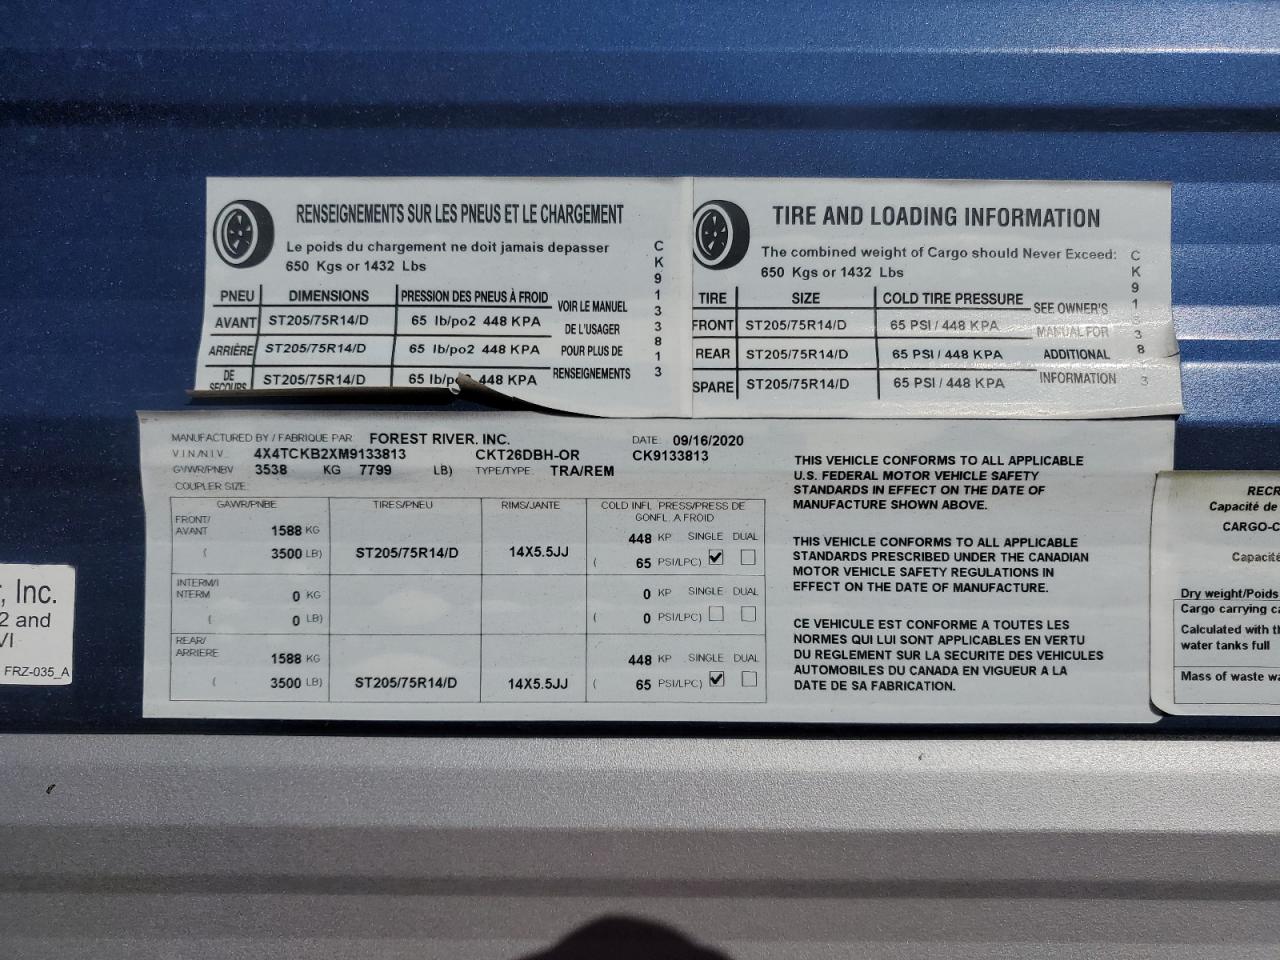 RENSEIGNEMENTS SUR LES PNEUS ET LE CHARGEMENT
Le poids du chargement ne doit jamais depasser
650 Kgs or 1432 Lbs
PNEU DIMENSIONS PRESSION DES PNEUS À FROID
AVANT ST205/75R14/D 65 lb/po2 448 KPA
ARRIÈRE ST205/75R14/D 65 lb/po2 448 KPA
DE SECOURS ST205/75R14/D 65 448 KPA
VOIR LE MANUEL
DE L'USAGER
POUR PLUS DE
RENSEIGNEMENTS
CK9133813
TIRE AND LOADING INFORMATION
The combined weight of Cargo should Never Exceed:
650 Kgs or 1432 Lbs
TIRE SIZE COLD TIRE PRESSURE
FRONT ST205/75R14/D 65 PSI / 448 KPA
REAR ST205/75R14/D 65 PSI / 448 KPA
SPARE ST205/75R14/D 65 PSI / 448 KPA
SEE OWNER'S
MANUAL FOR
ADDITIONAL
INFORMATION
CK9133813
MANUFACTURED BY / FABRIQUE PAR FOREST RIVER, INC. DATE: 09/16/2020
V.I.N/N.I.V. 4X4TCKB2XM9133813 CKT26DBH-OR CK9133813
GVWR/PNBV 3538 KG 7799 LB) TYPE/TYPE: TRA/REM
COUPLER SIZE:
GAWR/PNBE TIRES/PNEU RIMS/JANTE COLD INFL. PRESS/PRESS DE
GONFL. A FROID
FRONT/
AVANT 1588 KG 448 KP SINGLE DUAL
( 3500 LB) ST205/75R14/D 14X5.5JJ ( 65 PSI/LPC)
INTERM/I
NTERM 0 KG 0 KP SINGLE DUAL
( 0 LB) ( 0 PSI/LPC)
REAR/
ARRIERE 1588 KG 448 KP SINGLE DUAL
( 3500 LB) ST205/75R14/D 14X5.5JJ ( 65 PSI/LPC)
THIS VEHICLE CONFORMS TO ALL APPLICABLE
U.S. FEDERAL MOTOR VEHICLE SAFETY
STANDARDS IN EFFECT ON THE DATE OF
MANUFACTURE SHOWN ABOVE.
THIS VEHICLE CONFORMS TO ALL APPLICABLE
STANDARDS PRESCRIBED UNDER THE CANADIAN
MOTOR VEHICLE SAFETY REGULATIONS IN
EFFECT ON THE DATE OF MANUFACTURE.
CE VEHICULE EST CONFORME A TOUTES LES
NORMES QUI LUI SONT APPLICABLES EN VERTU
DU REGLEMENT SUR LA SECURITE DES VEHICULES
AUTOMOBILES DU CANADA EN VIGUEUR A LA
DATE DE SA FABRICATION.
, Inc.
2 and
VI
FRZ-035_A
RECR
Capacité de
CARGO-C
Capacité
Dry weight/Poids
Cargo carrying ca
Calculated with th
water tanks full
Mass of waste wa